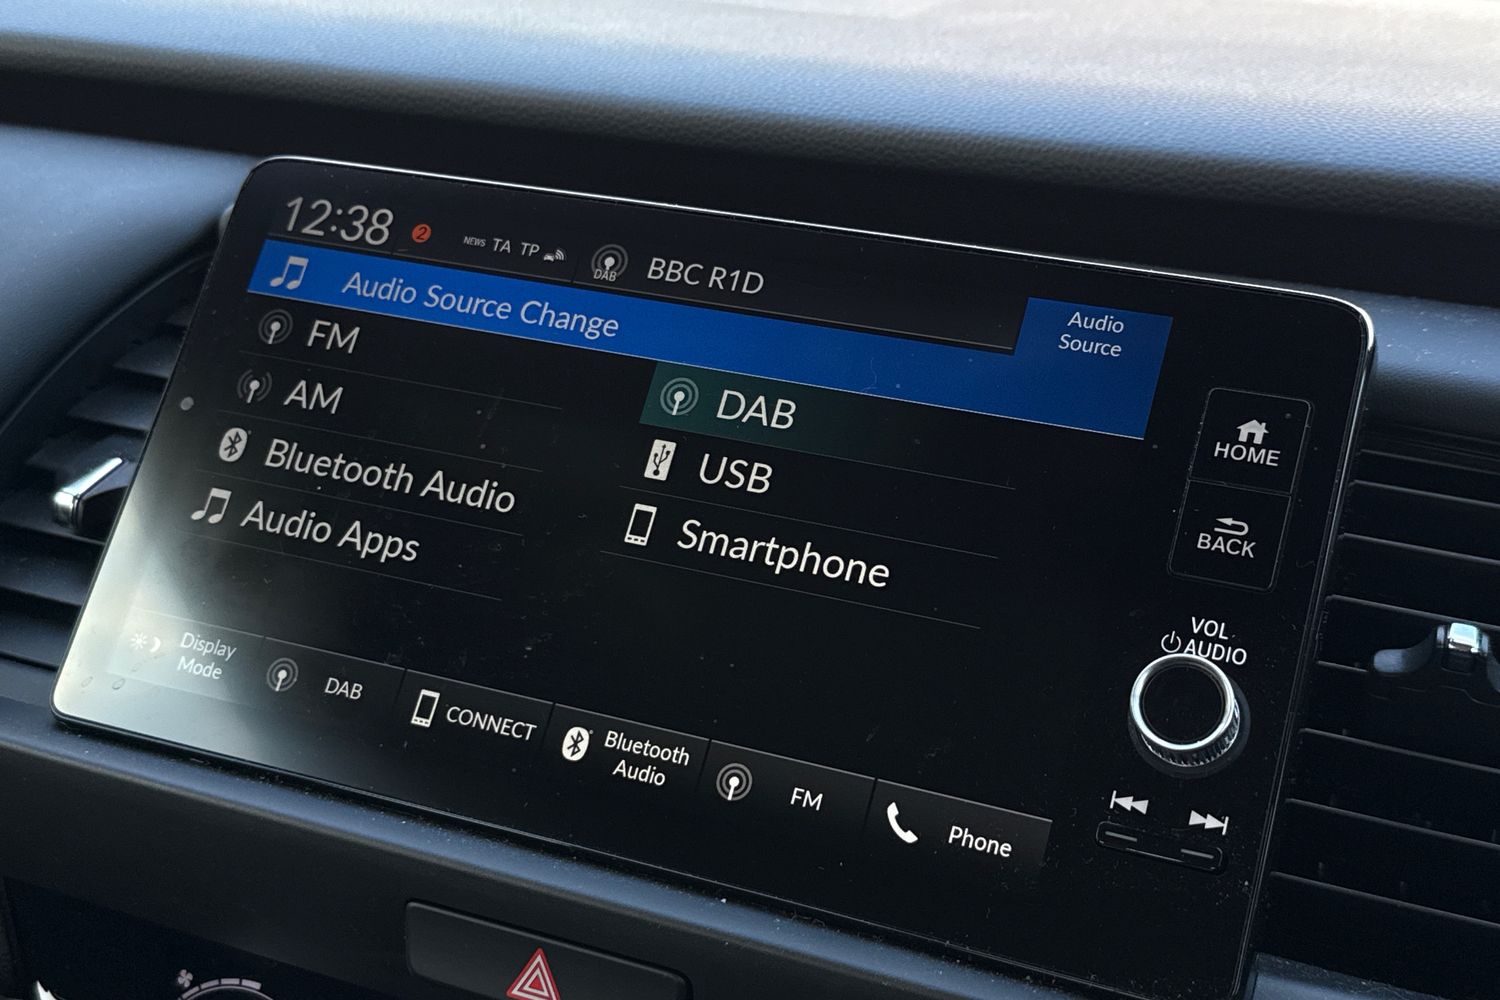 12:38
2
NEWS TA TP
DAB
BBC R1D
Audio Source Change
Audio
Source
FM
AM
Bluetooth Audio
Audio Apps
DAB
USB
Smartphone
HOME
BACK
VOL
AUDIO
Display
Mode
DAB
CONNECT
Bluetooth
Audio
FM
Phone